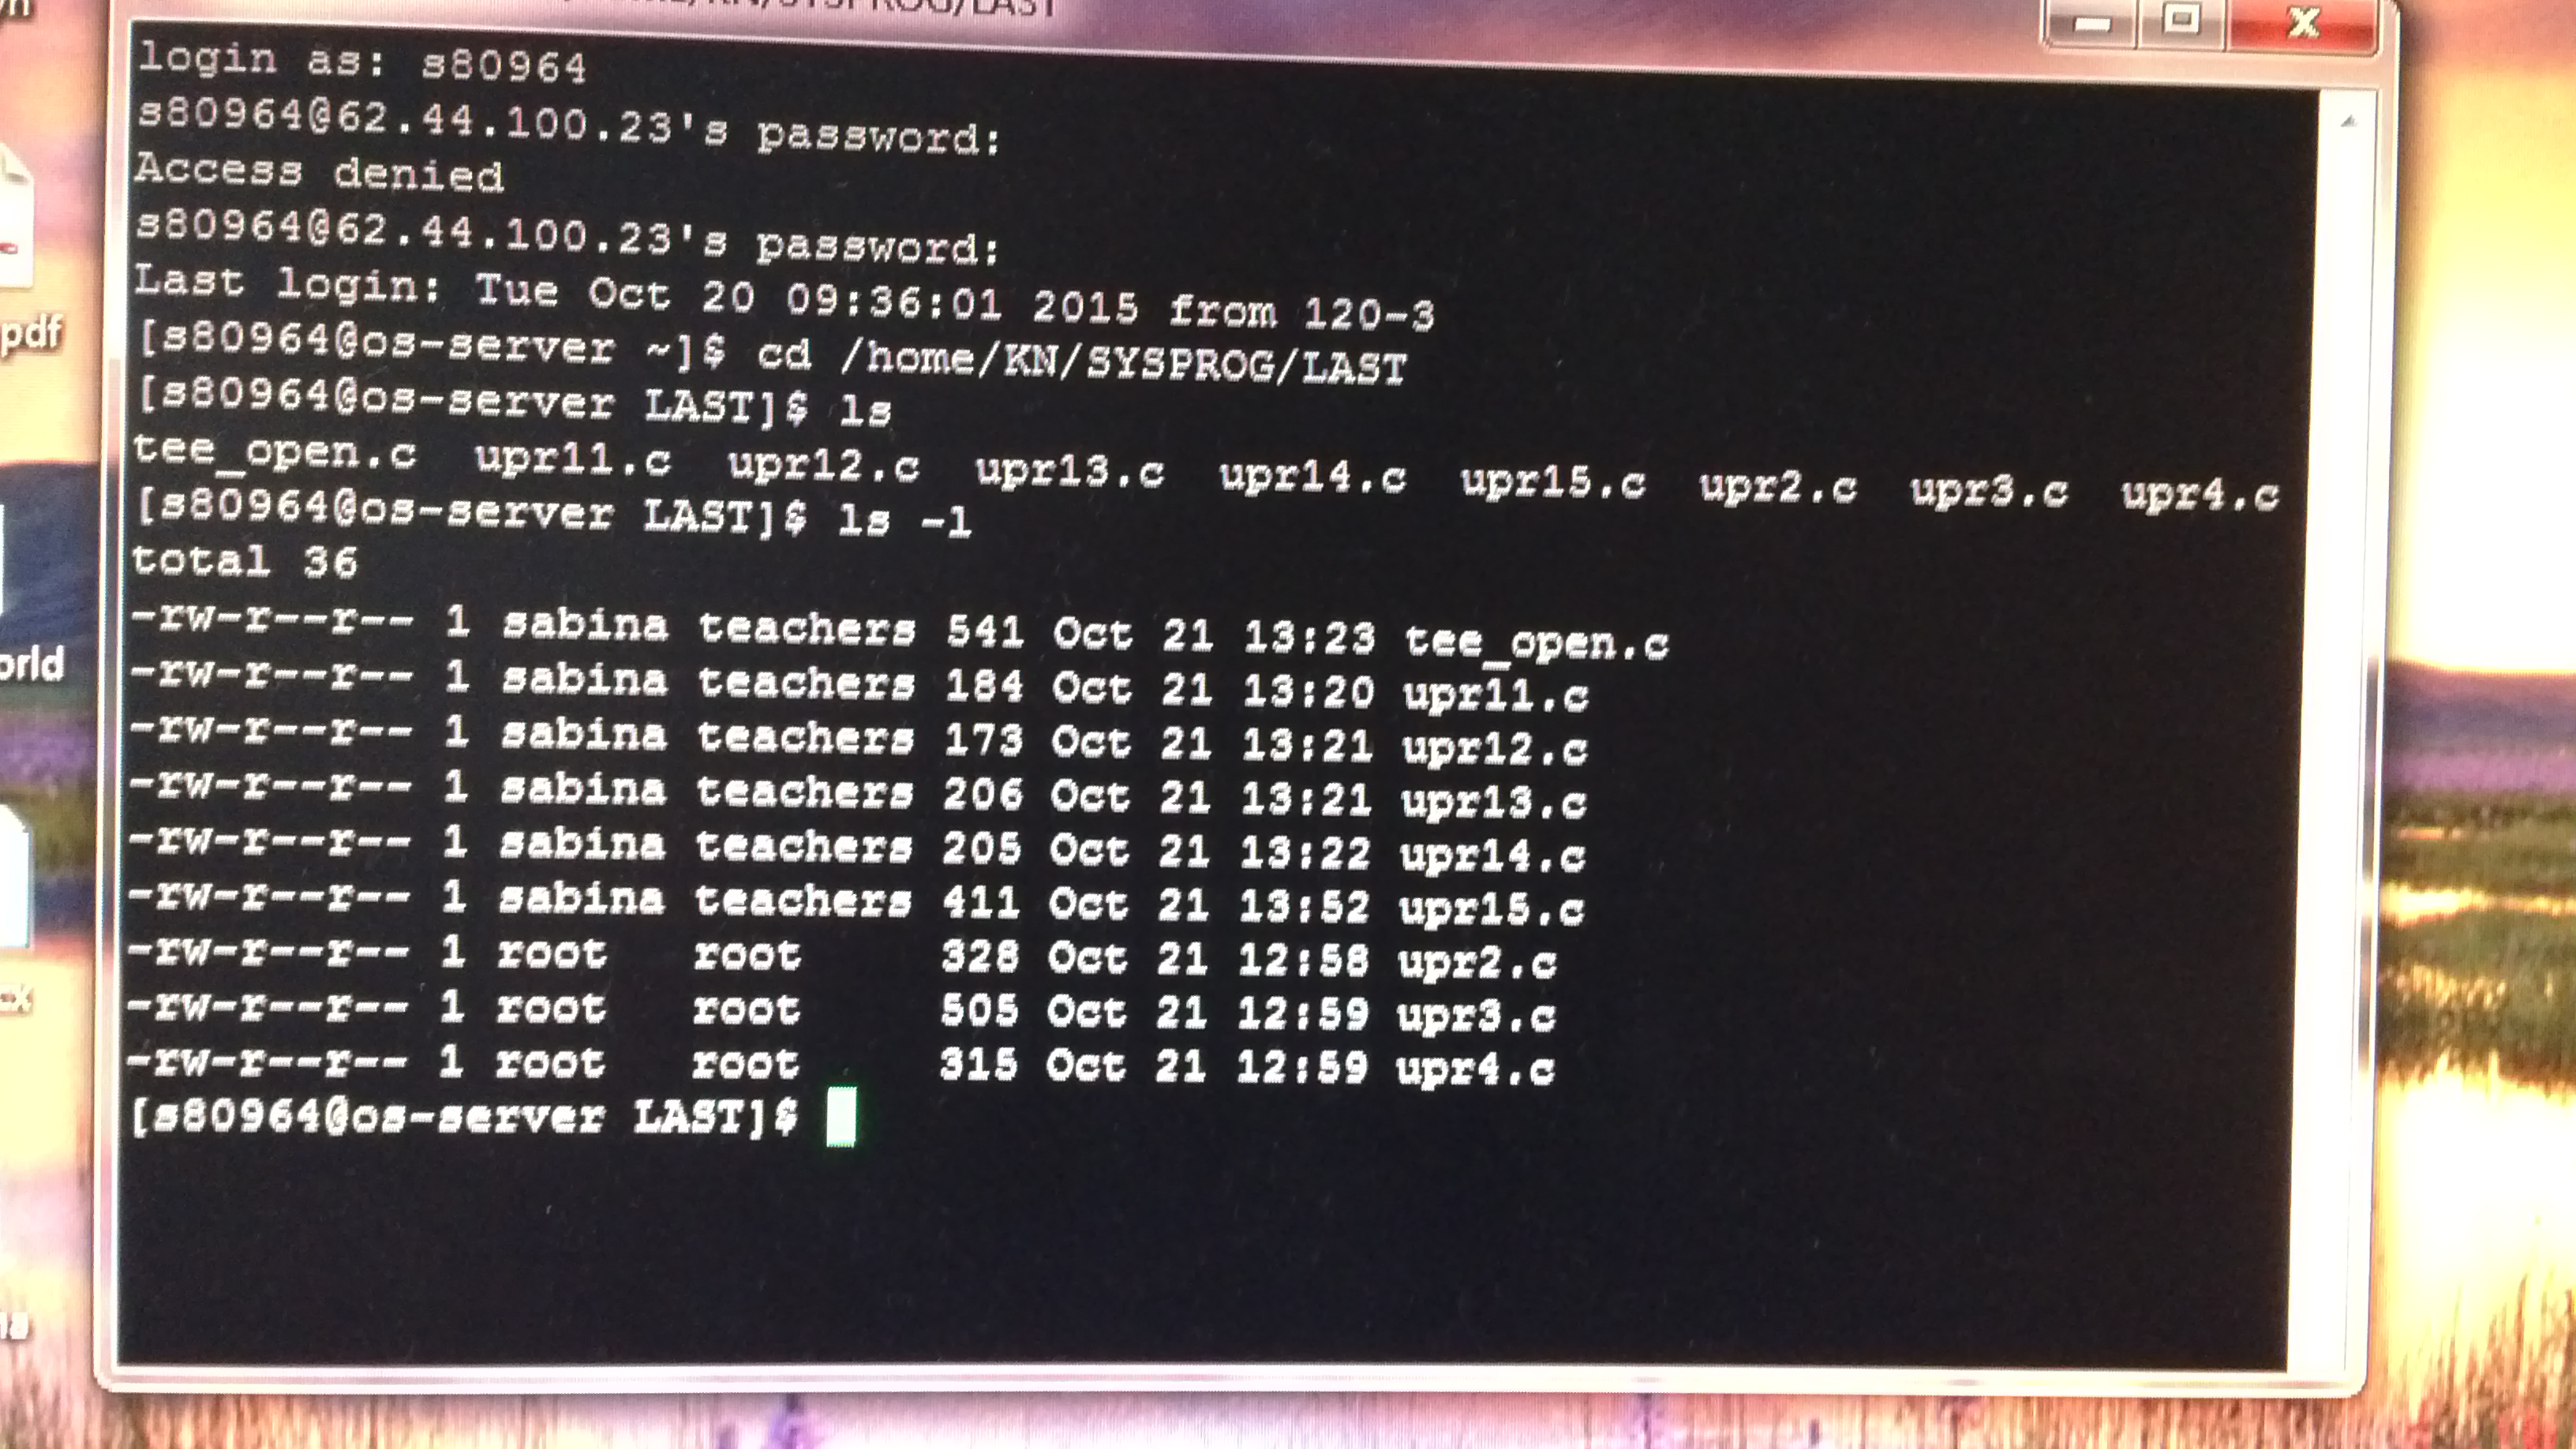 /KN/SYSPROG/LAST
login as: s80964
s80964@62.44.100.23's password:
Access denied
s80964@62.44.100.23's password:
Last login: Tue Oct 20 09:36:01 2015 from 120-3
[s80964@os-server ~]$ cd /home/KN/SYSPROG/LAST
[s80964@os-server LAST]$ ls
tee_open.c  upr11.c  upr12.c  upr13.c  upr14.c  upr15.c  upr2.c  upr3.c  upr4.c
[s80964@os-server LAST]$ ls -l
total 36
-rw-r--r-- 1 sabina teachers 541 Oct 21 13:23 tee_open.c
-rw-r--r-- 1 sabina teachers 184 Oct 21 13:20 upr11.c
-rw-r--r-- 1 sabina teachers 173 Oct 21 13:21 upr12.c
-rw-r--r-- 1 sabina teachers 206 Oct 21 13:21 upr13.c
-rw-r--r-- 1 sabina teachers 205 Oct 21 13:22 upr14.c
-rw-r--r-- 1 sabina teachers 411 Oct 21 13:52 upr15.c
-rw-r--r-- 1 root   root     328 Oct 21 12:58 upr2.c
-rw-r--r-- 1 root   root     505 Oct 21 12:59 upr3.c
-rw-r--r-- 1 root   root     315 Oct 21 12:59 upr4.c
[s80964@os-server LAST]$
pdf
orld